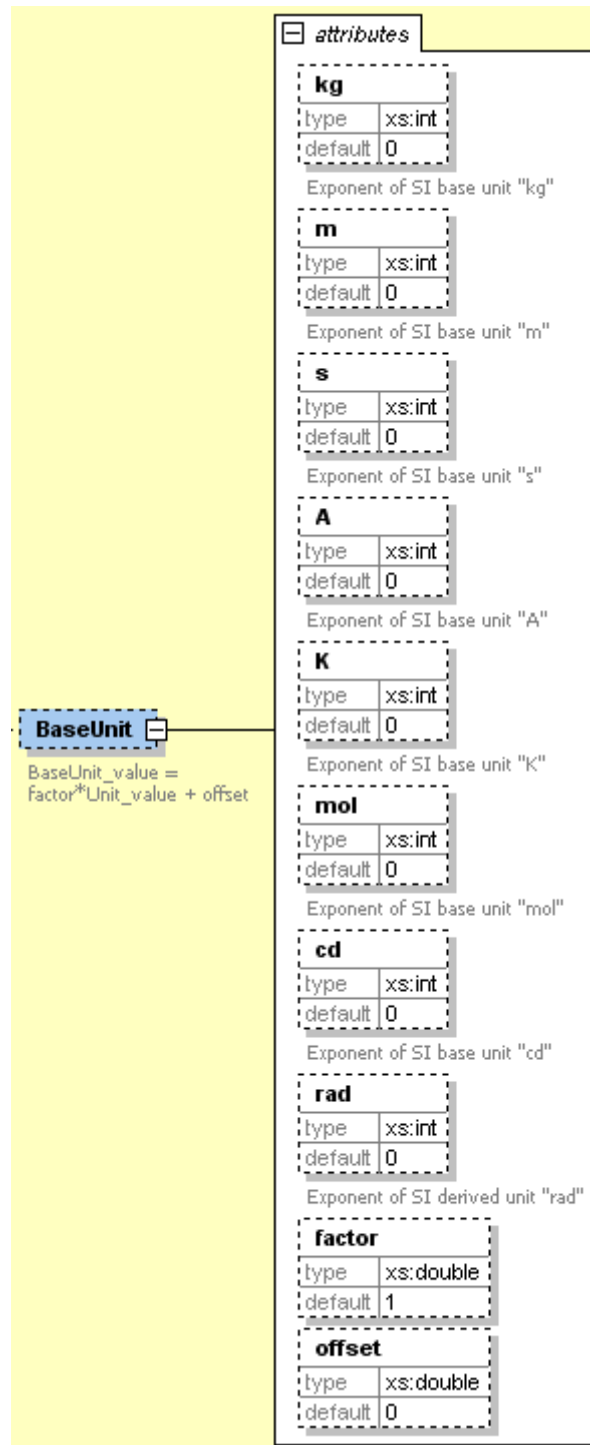 attributes
kg
type xs:int
default 0
Exponent of SI base unit "kg"
m
type xs:int
default 0
Exponent of SI base unit "m"
s
type xs:int
default 0
Exponent of SI base unit "s"
A
type xs:int
default 0
Exponent of SI base unit "A"
K
type xs:int
default 0
Exponent of SI base unit "K"
BaseUnit
BaseUnit_value =
factor*Unit_value + offset
mol
type xs:int
default 0
Exponent of SI base unit "mol"
cd
type xs:int
default 0
Exponent of SI base unit "cd"
rad
type xs:int
default 0
Exponent of SI derived unit "rad"
factor
type xs:double
default 1
offset
type xs:double
default 0